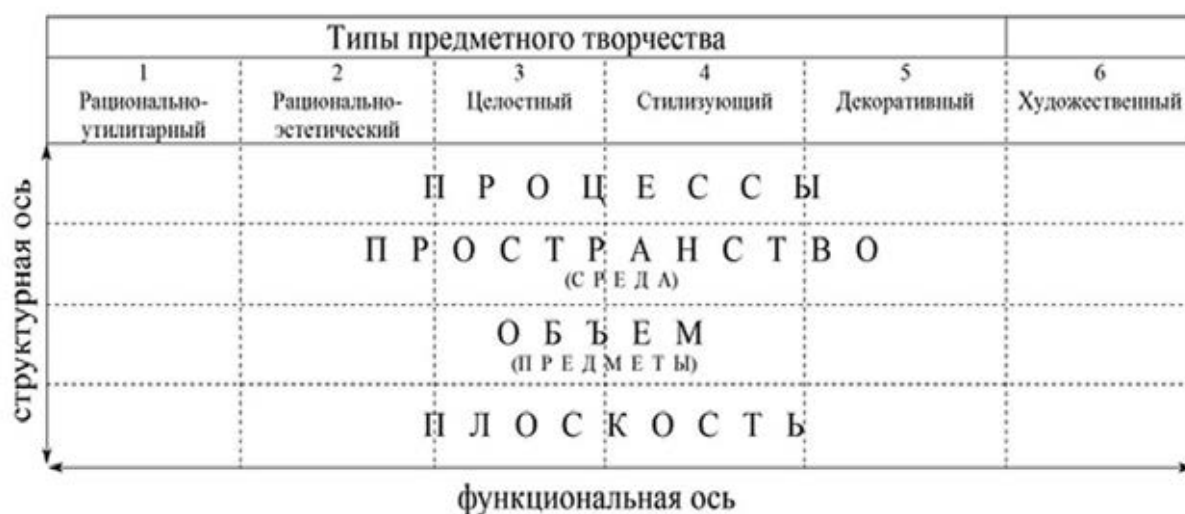 Типы предметного творчества
1 2 3 4 5 6
Рационально- Рационально- Целостный Стилизующий Декоративный Художественный
утилитарный эстетический
структурная ось
П Р О Ц Е С С Ы
П Р О С Т Р А Н С Т В О
(С Р Е Д А)
О Б Ъ Е М
(П Р Е Д М Е Т Ы)
П Л О С К О С Т Ь
функциональная ось